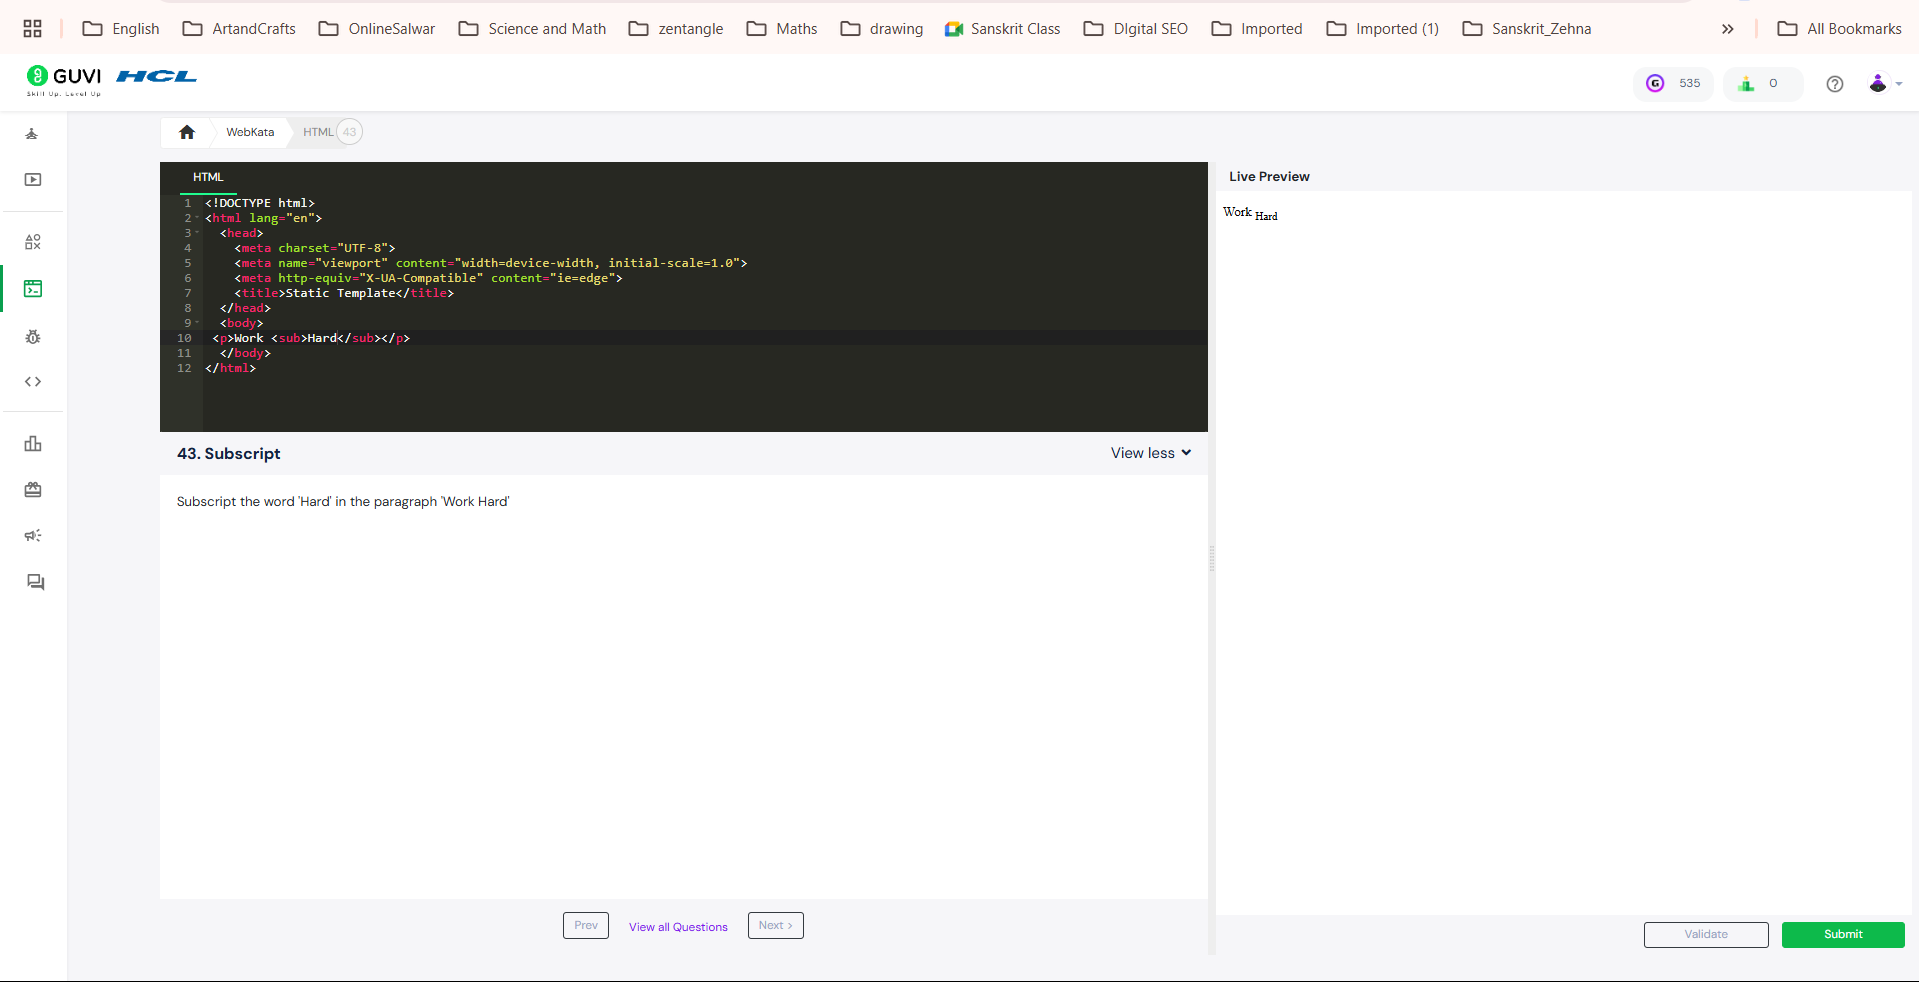 English ArtandCrafts OnlineSalwar Science and Math zentangle Maths drawing Sanskrit Class DIgital SEO Imported Imported (1) Sanskrit_Zehna » All Bookmarks
GUVI HCL
Skill Up. Level Up
G 535 0
WebKata HTML 43
HTML
1 <!DOCTYPE html>
2 <html lang="en">
3 <head>
4 <meta charset="UTF-8">
5 <meta name="viewport" content="width=device-width, initial-scale=1.0">
6 <meta http-equiv="X-UA-Compatible" content="ie=edge">
7 <title>Static Template</title>
8 </head>
9 <body>
10 <p>Work <sub>Hard</sub></p>
11 </body>
12 </html>
43. Subscript View less
Subscript the word 'Hard' in the paragraph 'Work Hard'
Prev View all Questions Next >
Live Preview
Work Hard
Validate Submit